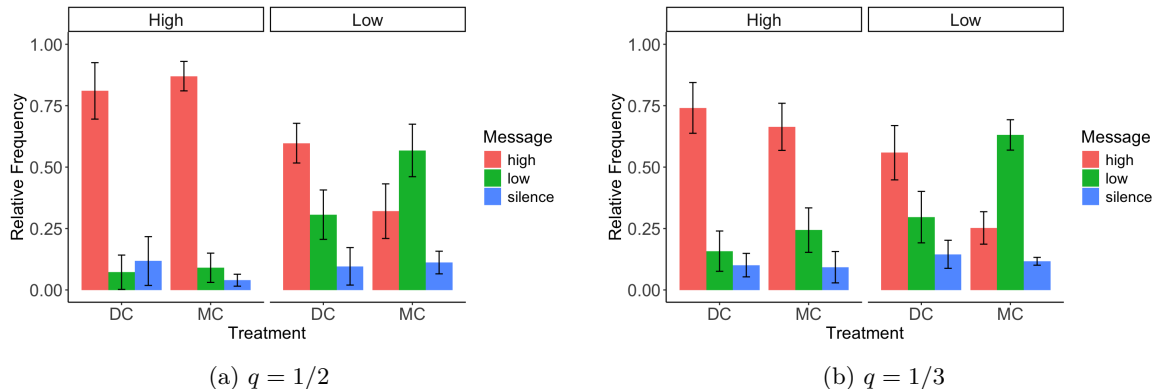 High Low
1.00
0.75
0.50
0.25
0.00
Relative Frequency
DC MC DC MC
Treatment
Message
high
low
silence
(a) q = 1/2
High Low
1.00
0.75
0.50
0.25
0.00
Relative Frequency
DC MC DC MC
Treatment
Message
high
low
silence
(b) q = 1/3